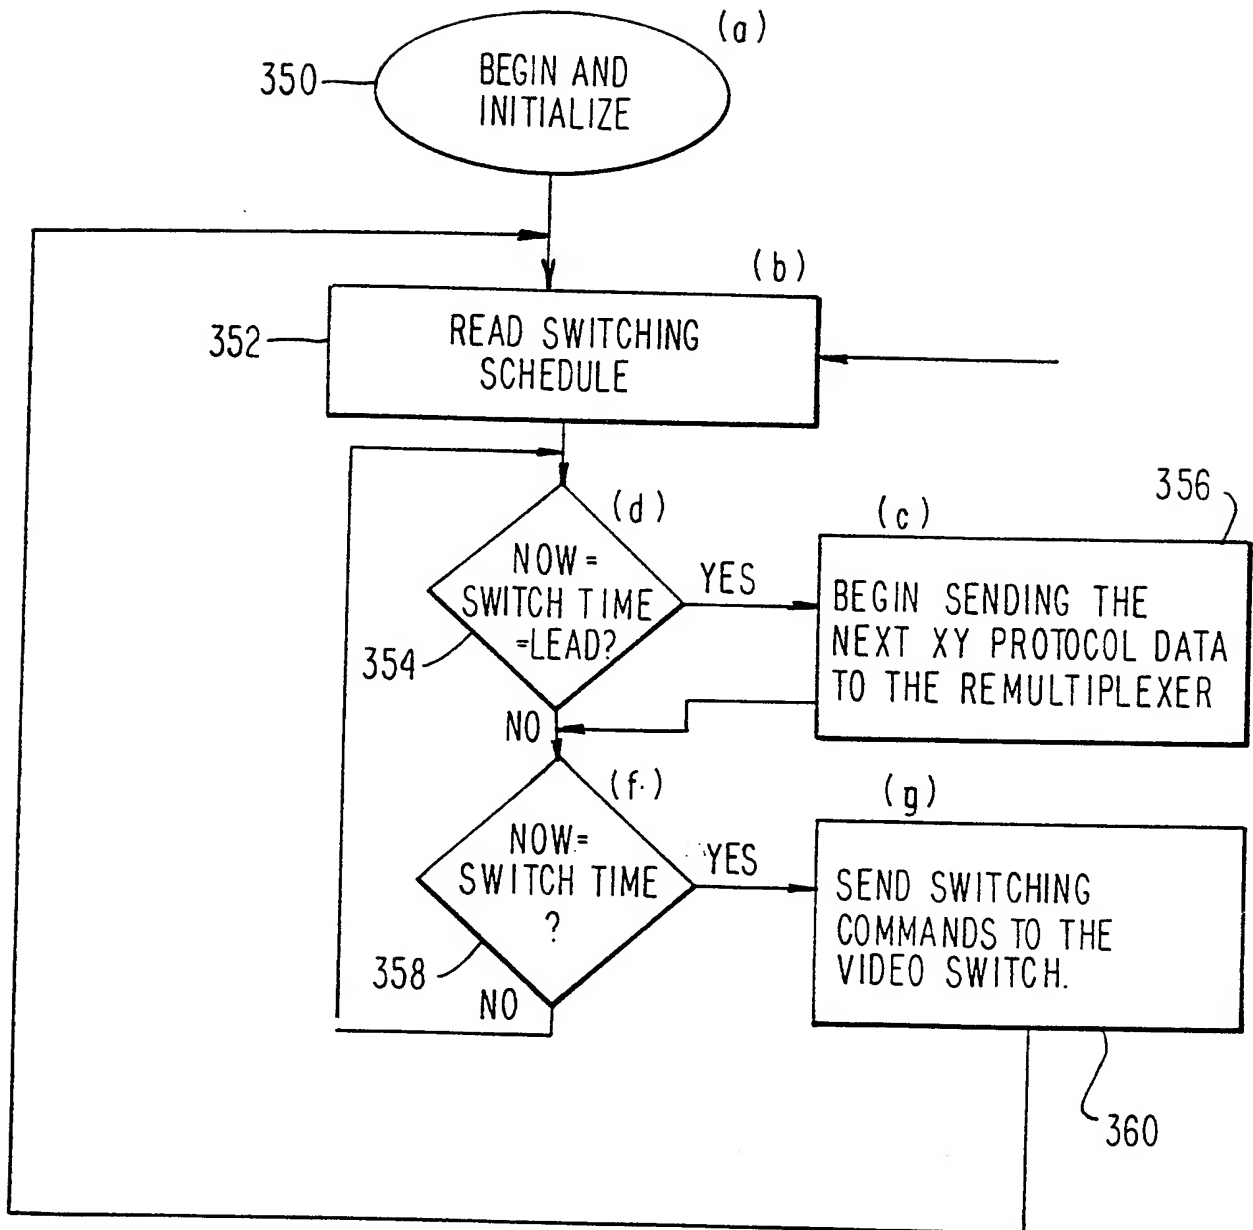 (a)
350
BEGIN AND
INITIALIZE
(b)
352
READ SWITCHING
SCHEDULE
(d)
354
NOW =
SWITCH TIME
=LEAD?
YES
NO
(c)
356
BEGIN SENDING THE
NEXT XY PROTOCOL DATA
TO THE REMULTIPLEXER
(f)
358
NOW=
SWITCH TIME
?
YES
NO
(g)
SEND SWITCHING
COMMANDS TO THE
VIDEO SWITCH.
360